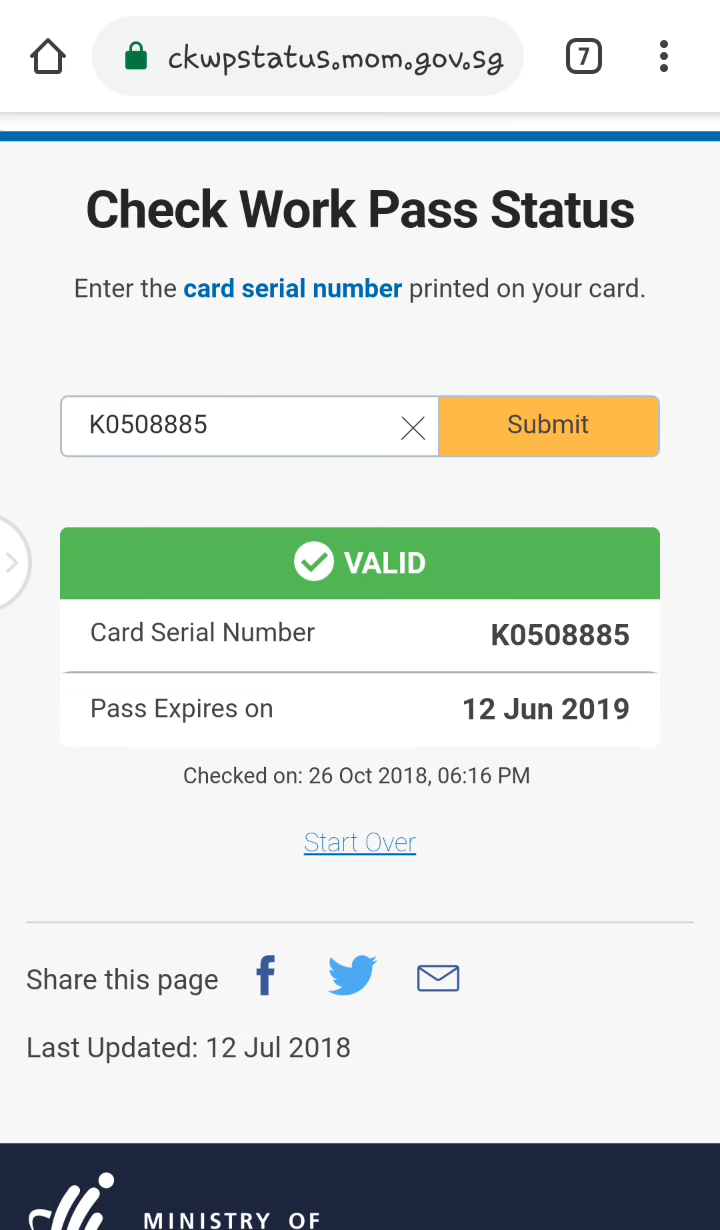 ckwpstatus.mom.gov.sg
7
Check Work Pass Status
Enter the card serial number printed on your card.
K0508885
Submit
VALID
Card Serial Number K0508885
Pass Expires on 12 Jun 2019
Checked on: 26 Oct 2018, 06:16 PM
Start Over
Share this page
Last Updated: 12 Jul 2018
MINISTRY OF